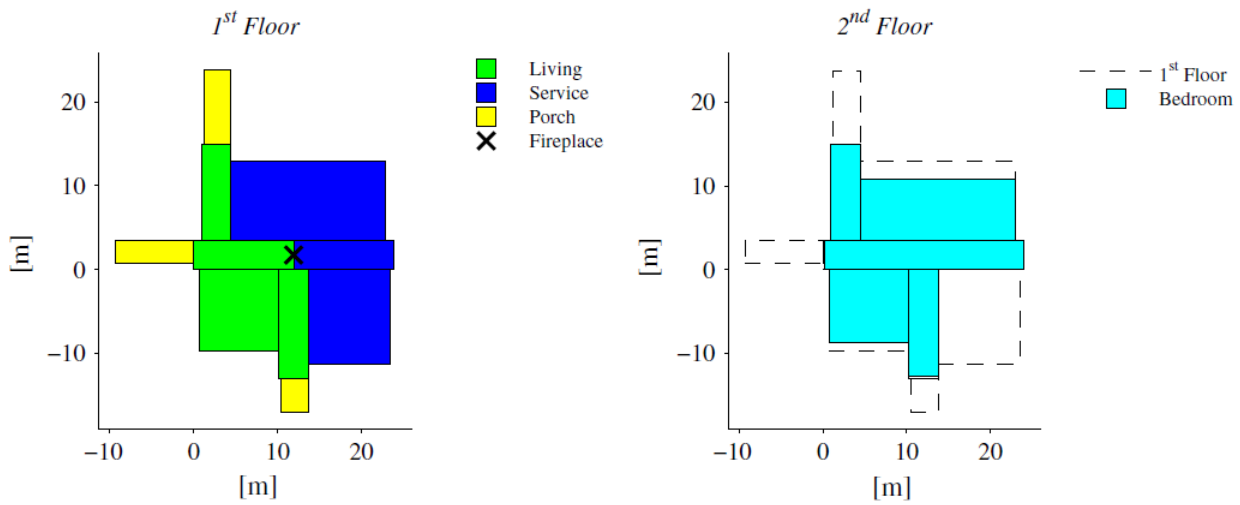 1st Floor
Living
Service
Porch
Fireplace
20
10
0
−10
[m]
−10 0 10 20
[m]
2nd Floor
1st Floor
Bedroom
20
10
0
−10
[m]
−10 0 10 20
[m]